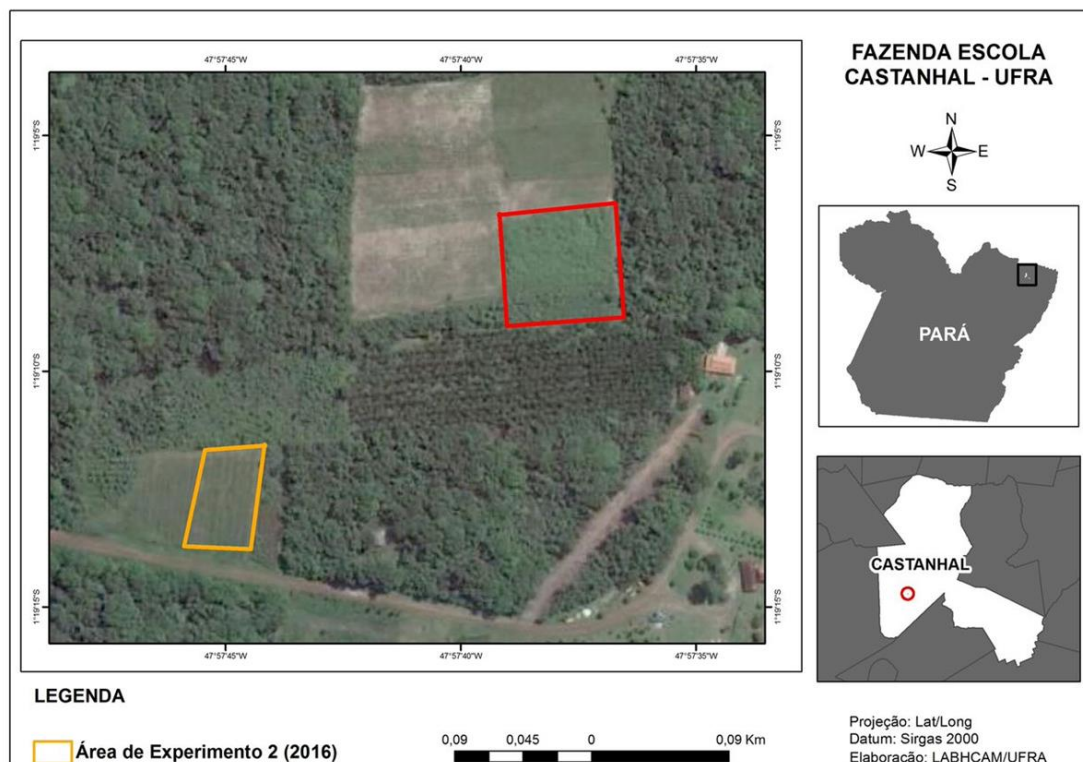 47°57'45"W
47°57'40"W
47°57'35"W
1°19'5"S
1°19'5"S
1°19'10"S
1°19'10"S
1°19'15"S
1°19'15"S
47°57'45"W
47°57'40"W
47°57'35"W
FAZENDA ESCOLA
CASTANHAL - UFRA
N
W
E
S
PARÁ
CASTANHAL
LEGENDA
Área de Experimento 2 (2016)
0,09
0,045
0
0,09 Km
Projeção: Lat/Long
Datum: Sirgas 2000
Elaboração: LABHCAM/UFRA